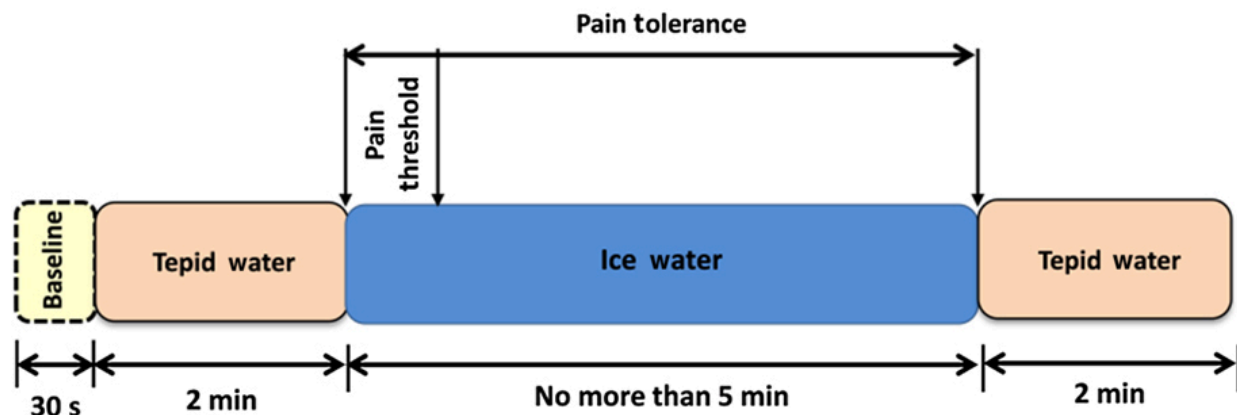 Pain tolerance
Pain
threshold
Baseline
Tepid water
Ice water
Tepid water
30 s
2 min
No more than 5 min
2 min